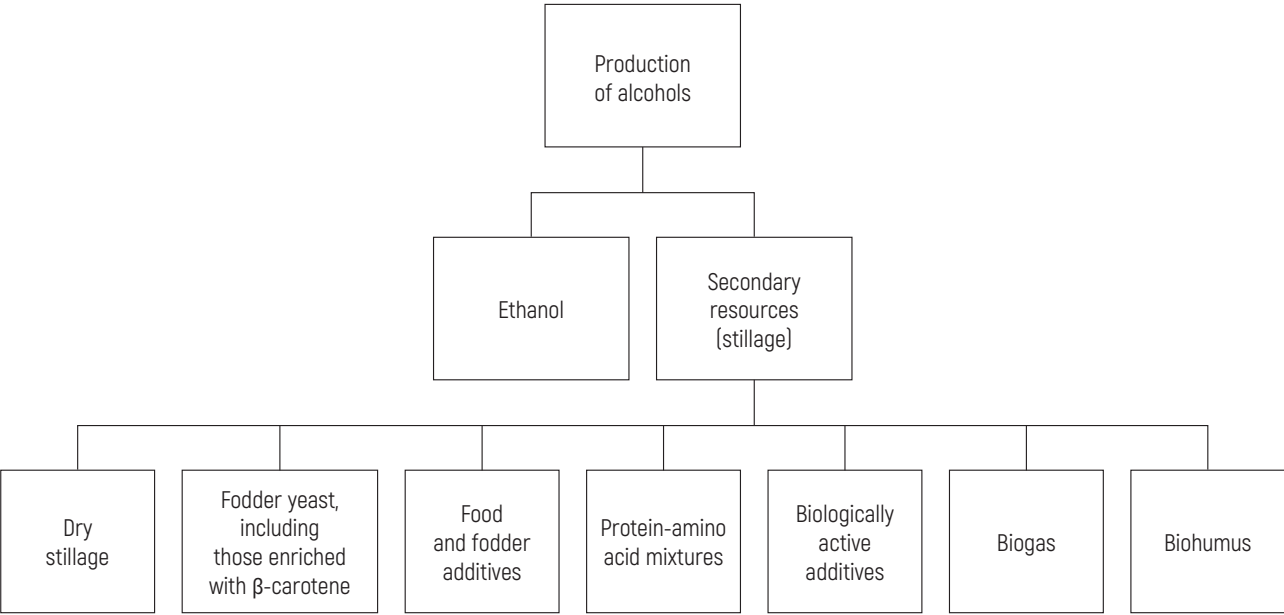 Production
of alcohols
Ethanol
Secondary
resources
(stillage)
Dry
stillage
Fodder yeast,
including
those enriched
with β-carotene
Food
and fodder
additives
Protein-amino
acid mixtures
Biologically
active
additives
Biogas
Biohumus